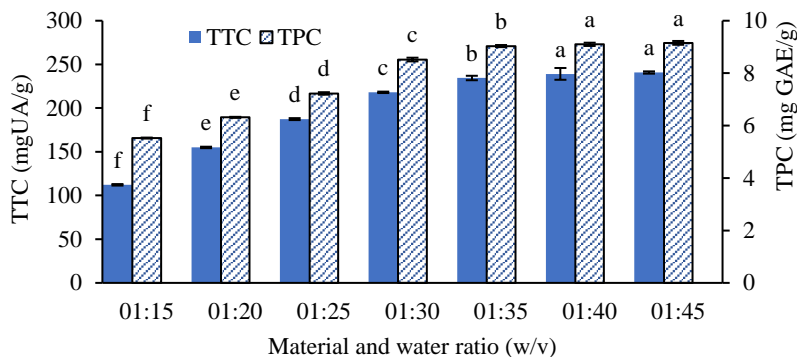 TTC (mgUA/g)
300
250
200
150
100
50
0
TTC TPC
f f e e d d c c b b a a a a
10
8
6
4
2
0
TPC (mg GAE/g)
01:15 01:20 01:25 01:30 01:35 01:40 01:45
Material and water ratio (w/v)